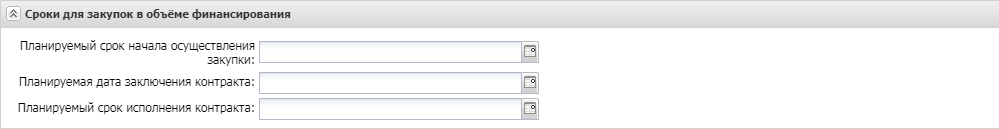 Сроки для закупок в объёме финансирования
Планируемый срок начала осуществления
закупки:
Планируемая дата заключения контракта:
Планируемый срок исполнения контракта: